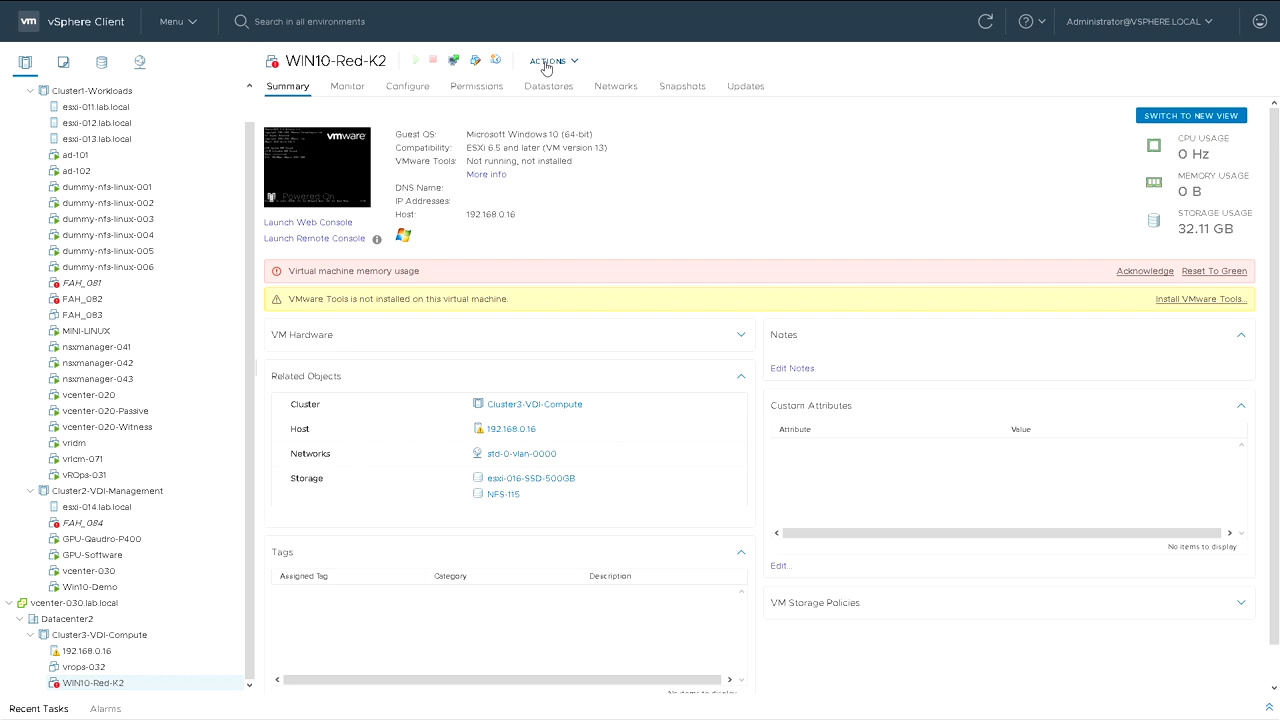 vm vSphere Client Menu Search in all environments Administrator@VSPHERE.LOCAL
WIN10-Red-K2 ACTIONS
Summary Monitor Configure Permissions Datastores Networks Snapshots Updates
Cluster1-Workloads
esxi-011.lab.local
esxi-012.lab.local
esxi-013.lab.local
ad-101
ad-102
dummy-nfs-linux-001
dummy-nfs-linux-002
dummy-nfs-linux-003
dummy-nfs-linux-004
dummy-nfs-linux-005
dummy-nfs-linux-006
FAH_081
FAH_082
FAH_083
MINI-LINUX
nsxmanager-041
nsxmanager-042
nsxmanager-043
vcenter-020
vcenter-020-Passive
vcenter-020-Witness
vridm
vrlcm-071
vROps-031
Cluster2-VDI-Management
esxi-014.lab.local
FAH_084
GPU-Qaudro-P400
GPU-Software
vcenter-030
Win10-Demo
vcenter-030.lab.local
Datacenter2
Cluster3-VDI-Compute
192.168.0.16
vrops-032
WIN10-Red-K2
SWITCH TO NEW VIEW
vmware
Powered On
Launch Web Console
Launch Remote Console
Guest OS: Microsoft Windows 10 (64-bit)
Compatibility: ESXi 6.5 and later (VM version 13)
VMware Tools: Not running, not installed
More info
DNS Name:
IP Addresses:
Host: 192.168.0.16
CPU USAGE
0 Hz
MEMORY USAGE
0 B
STORAGE USAGE
32.11 GB
Virtual machine memory usage Acknowledge Reset To Green
VMware Tools is not installed on this virtual machine. Install VMware Tools...
VM Hardware
Related Objects
Cluster Cluster3-VDI-Compute
Host 192.168.0.16
Networks std-0-vlan-0000
Storage esxi-016-SSD-500GB
NFS-115
Tags
Assigned Tag Category Description
No items to display
Notes
Edit Notes
Custom Attributes
Attribute Value
No items to display
Edit...
VM Storage Policies
Recent Tasks Alarms